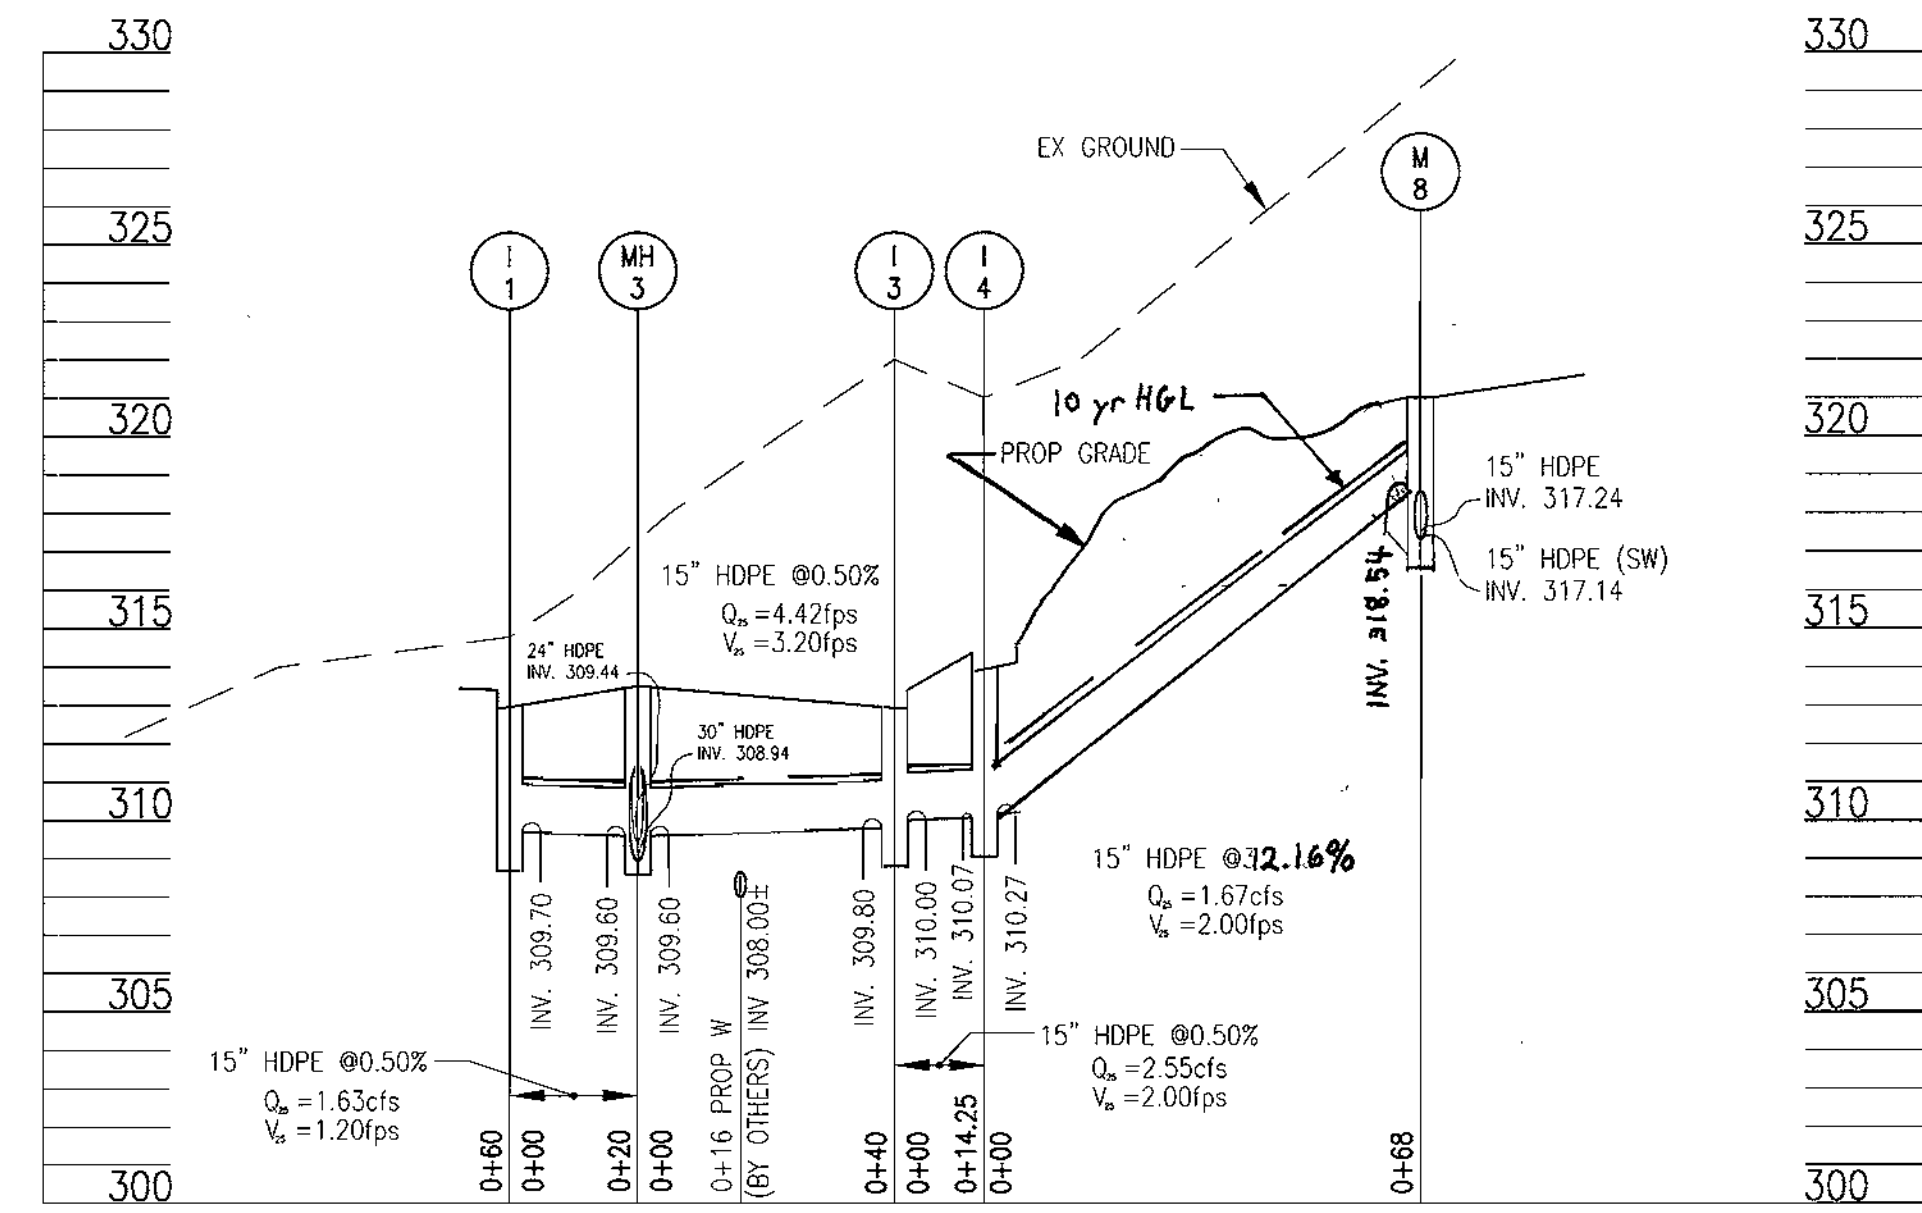 330
330
EX GROUND
M
8
325
325
I
1
MH
3
I
3
I
4
10 yr HGL
320
320
PROP GRADE
15" HDPE
INV. 317.24
15" HDPE (SW)
INV. 317.14
INV. 318.54
15" HDPE @0.50%
Q25 =4.42fps
V25 =3.20fps
315
315
24" HDPE
INV. 309.44
30" HDPE
INV. 308.94
310
310
15" HDPE @12.16%
Q25 =1.67cfs
V25 =2.00fps
INV. 309.70
INV. 309.60
INV. 309.60
0+16 PROP W
(BY OTHERS) INV 308.00±
INV. 309.80
INV. 310.00
INV. 310.07
INV. 310.27
305
305
15" HDPE @0.50%
Q25 =1.63cfs
V25 =1.20fps
15" HDPE @0.50%
Q25 =2.55cfs
V25 =2.00fps
0+60
0+00
0+20
0+00
0+40
0+00
0+14.25
0+00
0+68
300
300